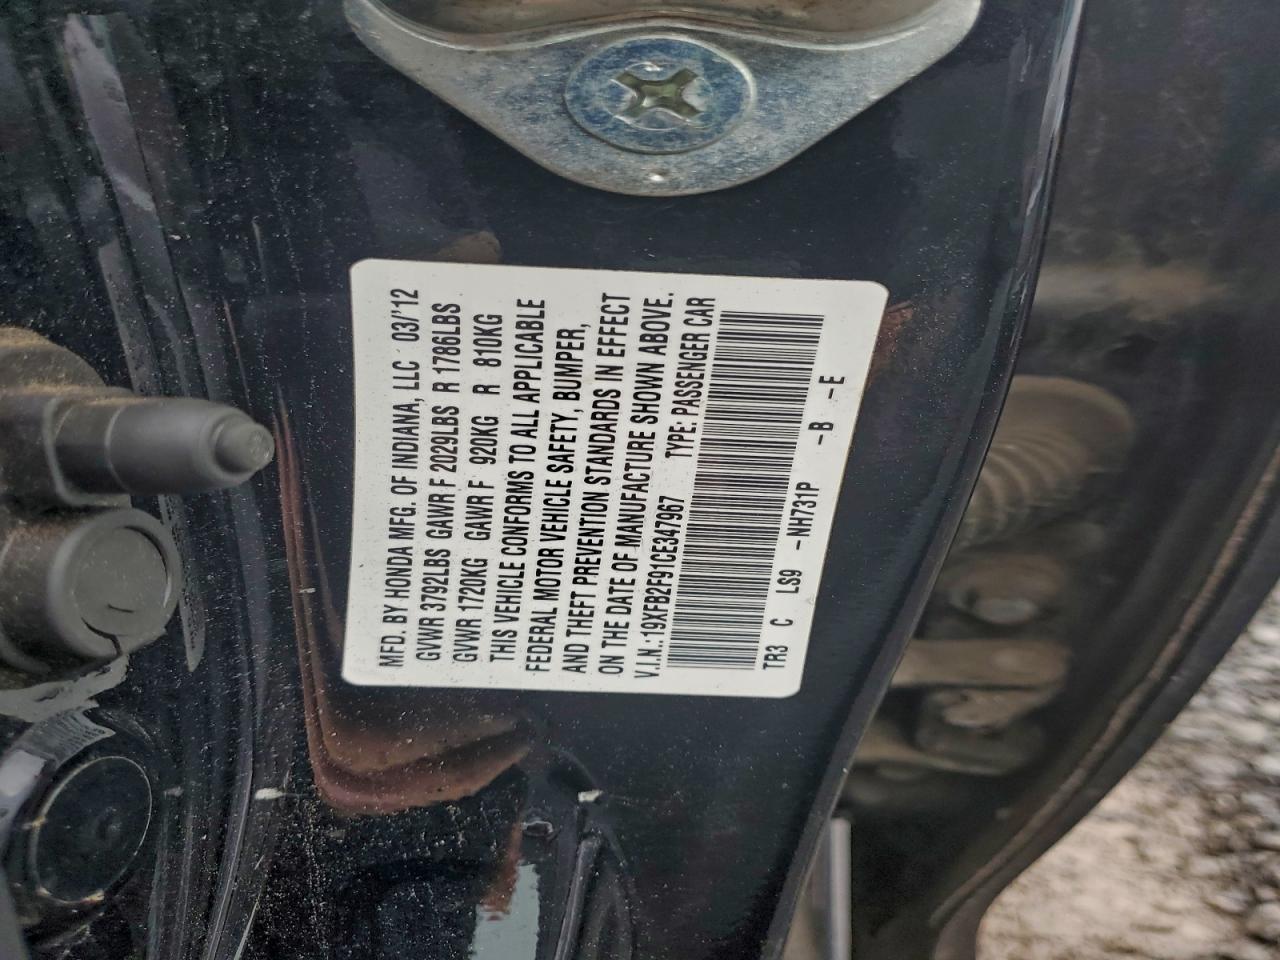 MFD. BY HONDA MFG. OF INDIANA, LLC 03/'12
GVWR 3792LBS GAWR F 2029LBS R 1786LBS
GVWR 1720KG GAWR F 920KG R 810KG
THIS VEHICLE CONFORMS TO ALL APPLICABLE
FEDERAL MOTOR VEHICLE SAFETY, BUMPER,
AND THEFT PREVENTION STANDARDS IN EFFECT
ON THE DATE OF MANUFACTURE SHOWN ABOVE.
V.I.N.:19XFB2F91CE347967 TYPE: PASSENGER CAR
TR3 C LS9 -NH731P -B -E